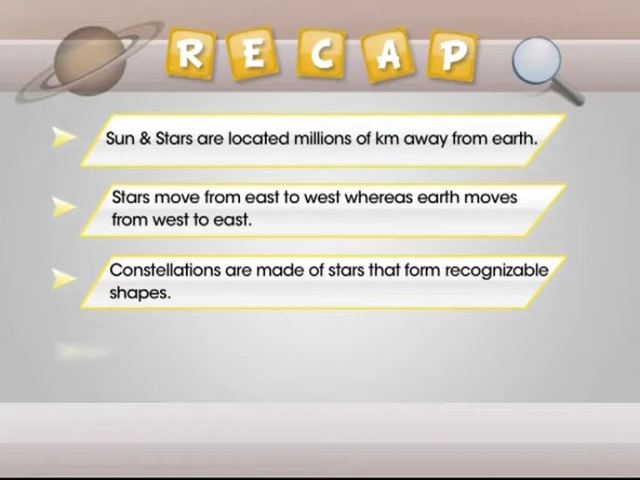 RECAP
Sun & Stars are located millions of km away from earth.
Stars move from east to west whereas earth moves
from west to east.
Constellations are made of stars that form recognizable
shapes.